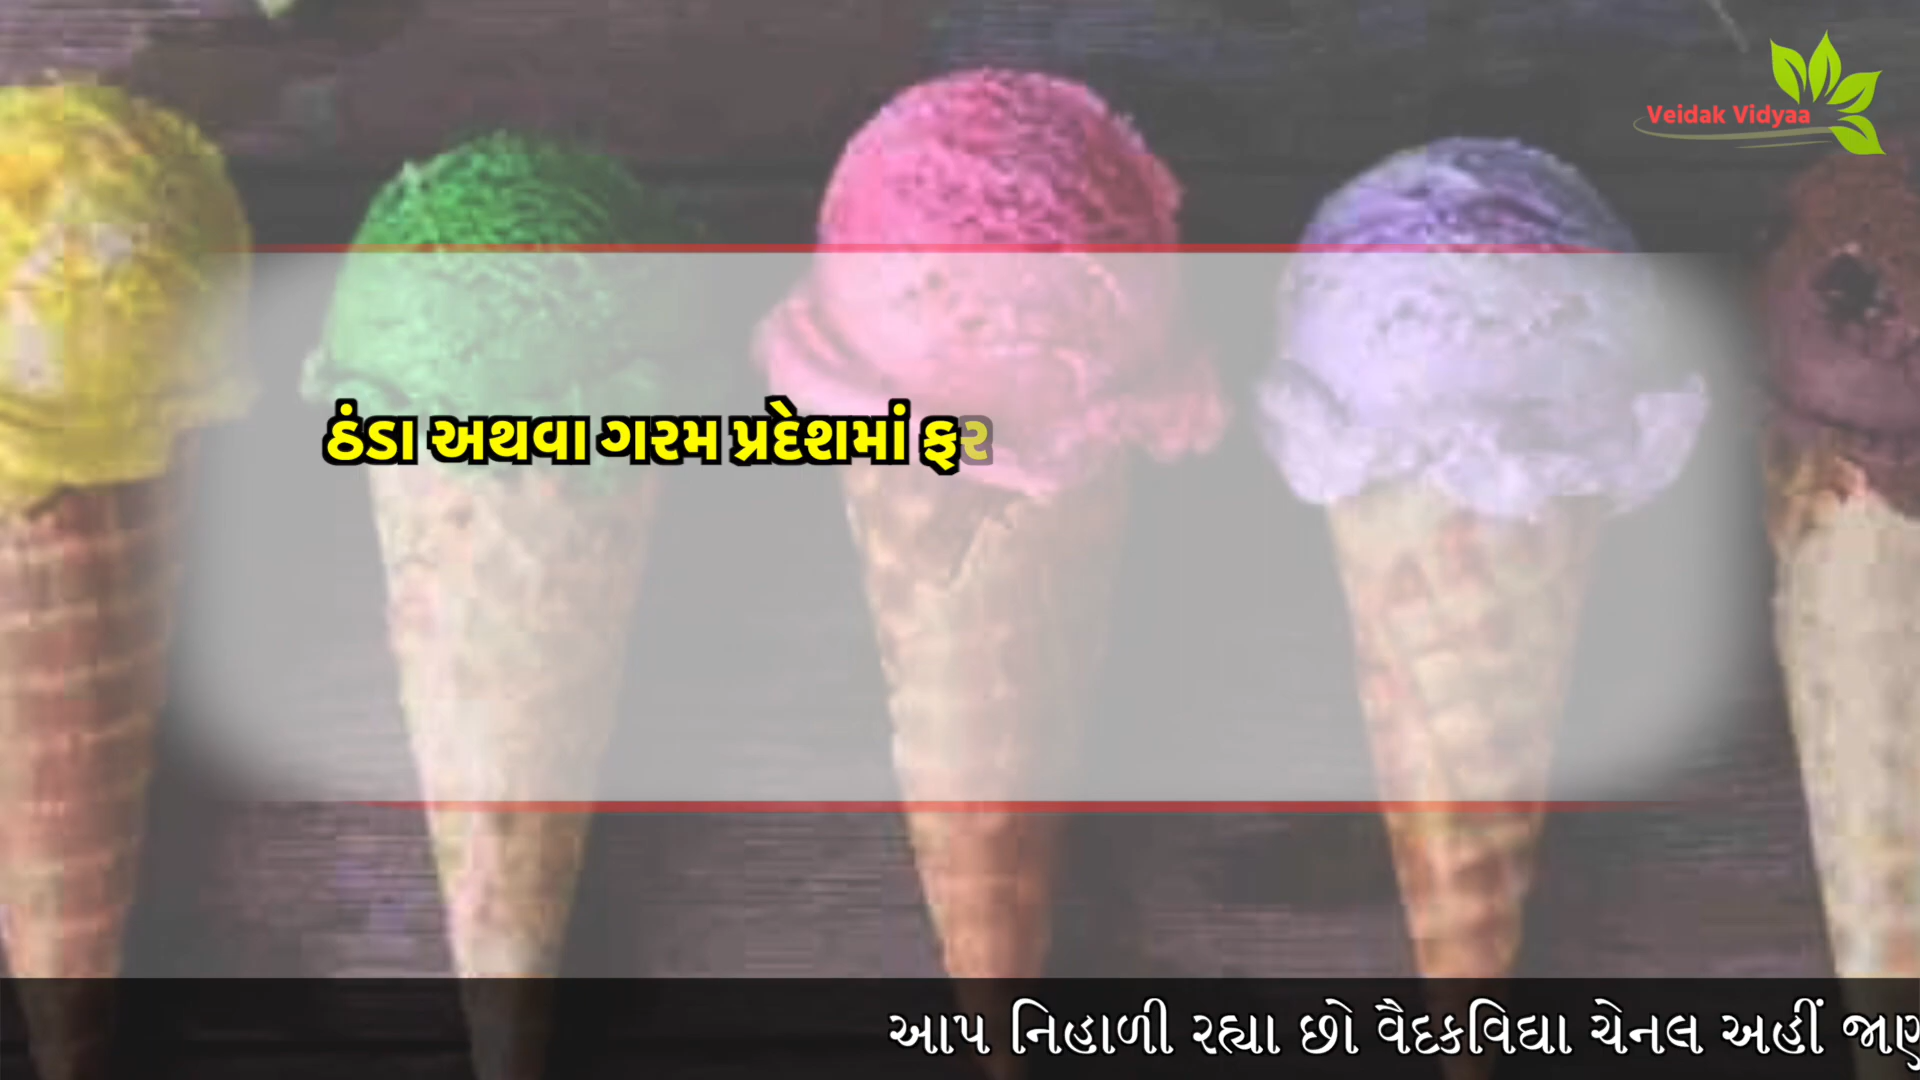 Veidak Vidyaa
ઠંડા અથવા ગરમ પ્રદેશમાં ફર
આપ નિહાળી રહ્યા છો વૈદકવિદ્યા ચેનલ અહીં જાણ